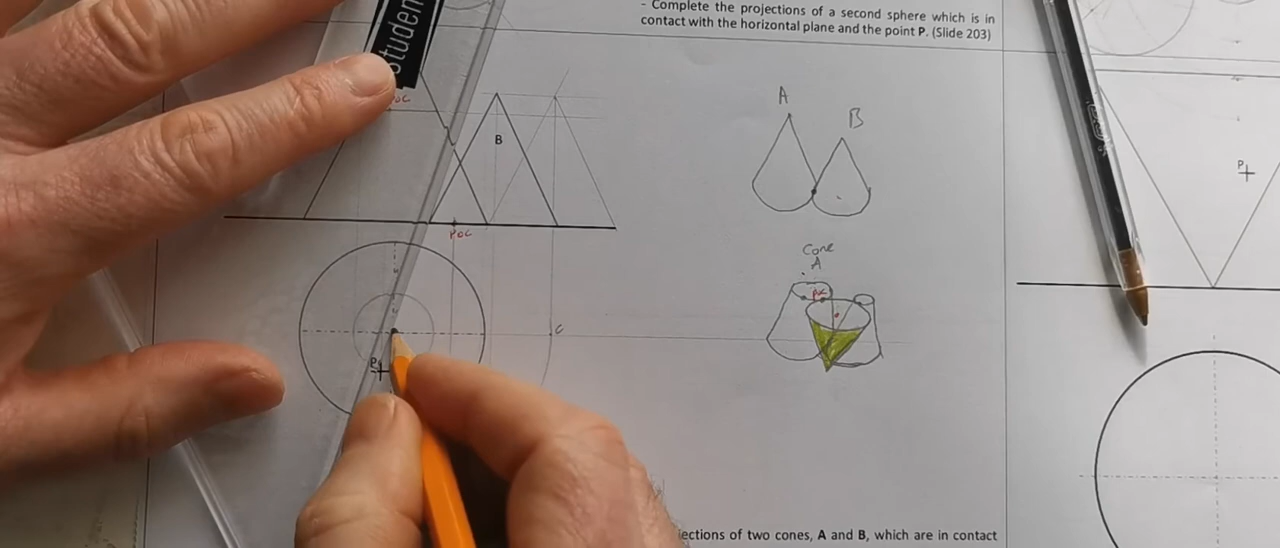 - Complete the projections of a second sphere which is in
contact with the horizontal plane and the point P. (Slide 203)
Studen
A
B
B
P
POC
Cone
A
C
P
ections of two cones, A and B, which are in contact